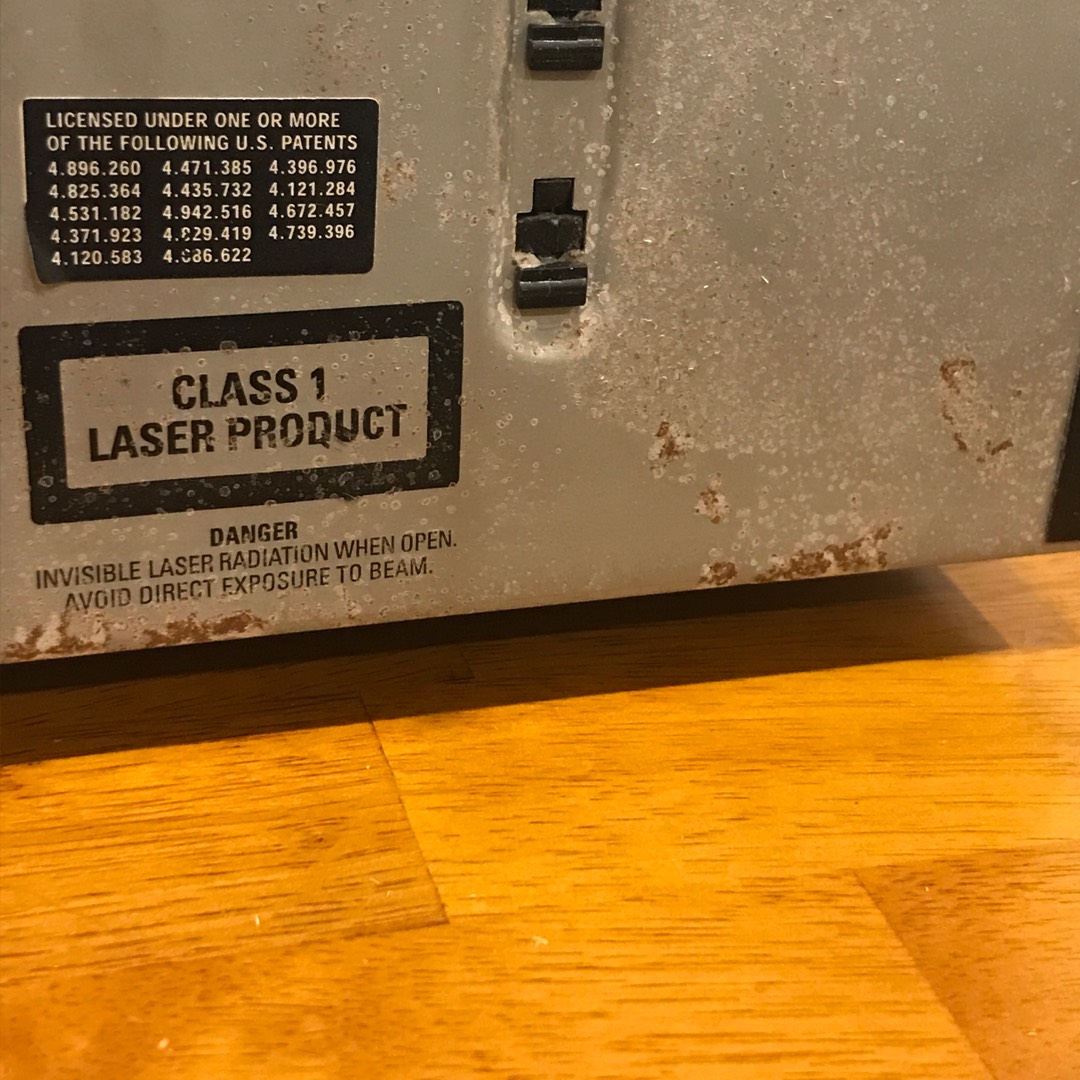 LICENSED UNDER ONE OR MORE
OF THE FOLLOWING U.S. PATENTS
4.896.260 4.471.385 4.396.976
4.825.364 4.435.732 4.121.284
4.531.182 4.942.516 4.672.457
4.371.923 4.829.419 4.739.396
4.120.583
CLASS 1
LASER PRODUCT
DANGER
INVISIBLE LASER RADIATION WHEN OPEN.
AVOID DIRECT EXPOSURE TO BEAM.